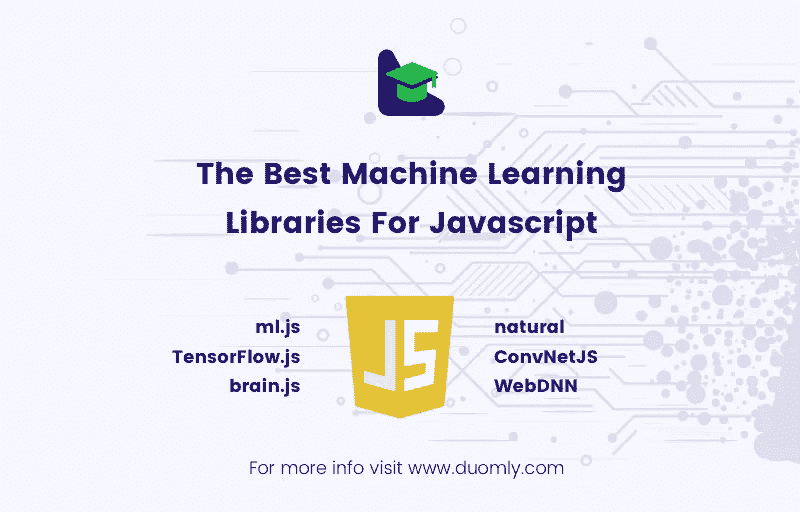 The Best Machine Learning
Libraries For Javascript
ml.js
TensorFlow.js
brain.js
JS
natural
ConvNetJS
WebDNN
For more info visit www.duomly.com